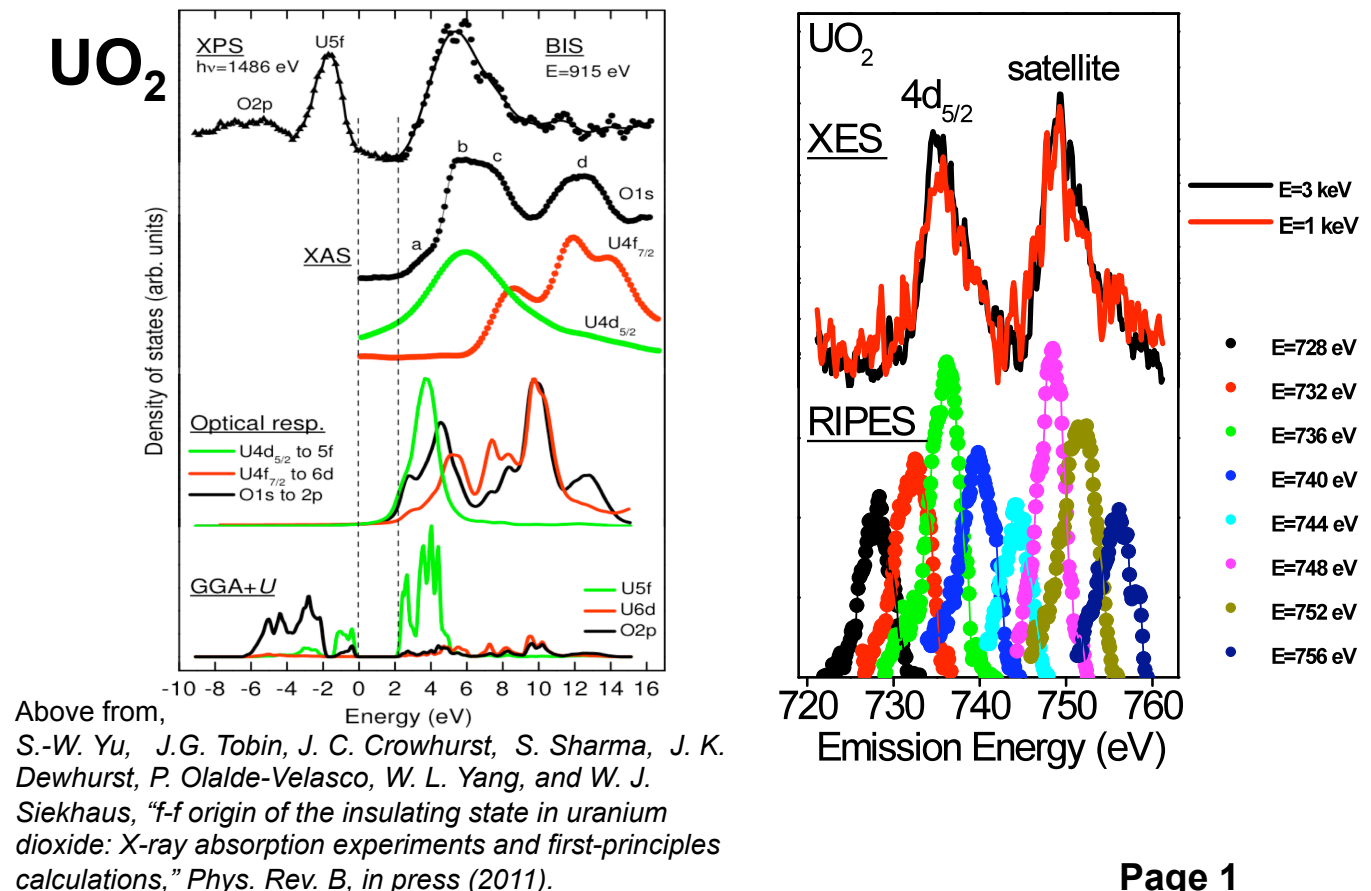 UO2
XPS
hν=1486 eV
U5f
O2p
BIS
E=915 eV
a
b
c
d
O1s
XAS
U4f7/2
U4d5/2
Optical resp.
U4d5/2 to 5f
U4f7/2 to 6d
O1s to 2p
GGA+U
U5f
U6d
O2p
Density of states (arb. units)
-10 -8 -6 -4 -2 0 2 4 6 8 10 12 14 16
Energy (eV)
Above from,
S.-W. Yu, J.G. Tobin, J. C. Crowhurst, S. Sharma, J. K.
Dewhurst, P. Olalde-Velasco, W. L. Yang, and W. J.
Siekhaus, “f-f origin of the insulating state in uranium
dioxide: X-ray absorption experiments and first-principles
calculations,” Phys. Rev. B, in press (2011).
UO2
4d5/2
satellite
XES
RIPES
720 730 740 750 760
Emission Energy (eV)
E=3 keV
E=1 keV
E=728 eV
E=732 eV
E=736 eV
E=740 eV
E=744 eV
E=748 eV
E=752 eV
E=756 eV
Page 1